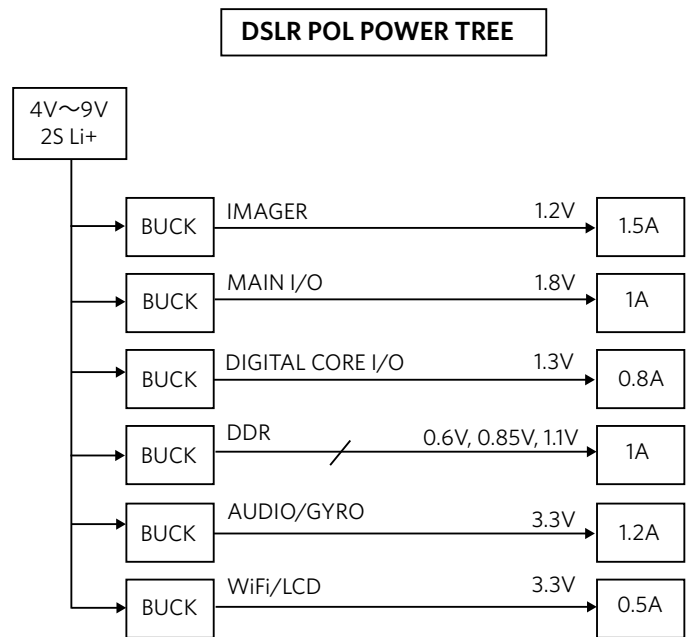 DSLR POL POWER TREE
4V～9V
2S Li+
BUCK IMAGER 1.2V 1.5A
BUCK MAIN I/O 1.8V 1A
BUCK DIGITAL CORE I/O 1.3V 0.8A
BUCK DDR 0.6V, 0.85V, 1.1V 1A
BUCK AUDIO/GYRO 3.3V 1.2A
BUCK WiFi/LCD 3.3V 0.5A